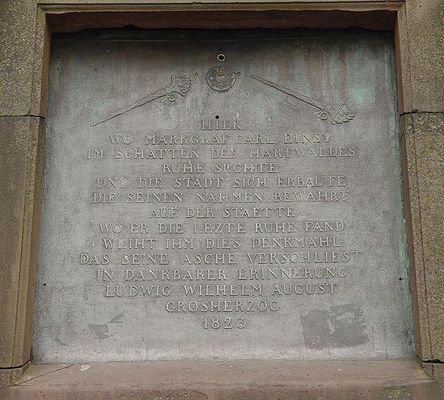 HIER
WO MARKGRAF CARL EINST
IM SCHATTEN DES HARTWALDES
RUHE SUCHTE
UND DIE STADT SICH ERBAUTE
DIE SEINEN NAHMEN BEWAHRT
AUF DER STAETTE
WO ER DIE LEZTE RUHE FAND
WEIHT IHM DIES DENKMAHL
DAS SEINE ASCHE VERSCHLIEST
IN DANKBARER ERINNERUNG
LUDWIG WILHELM AUGUST
GROSHERZOG
1823